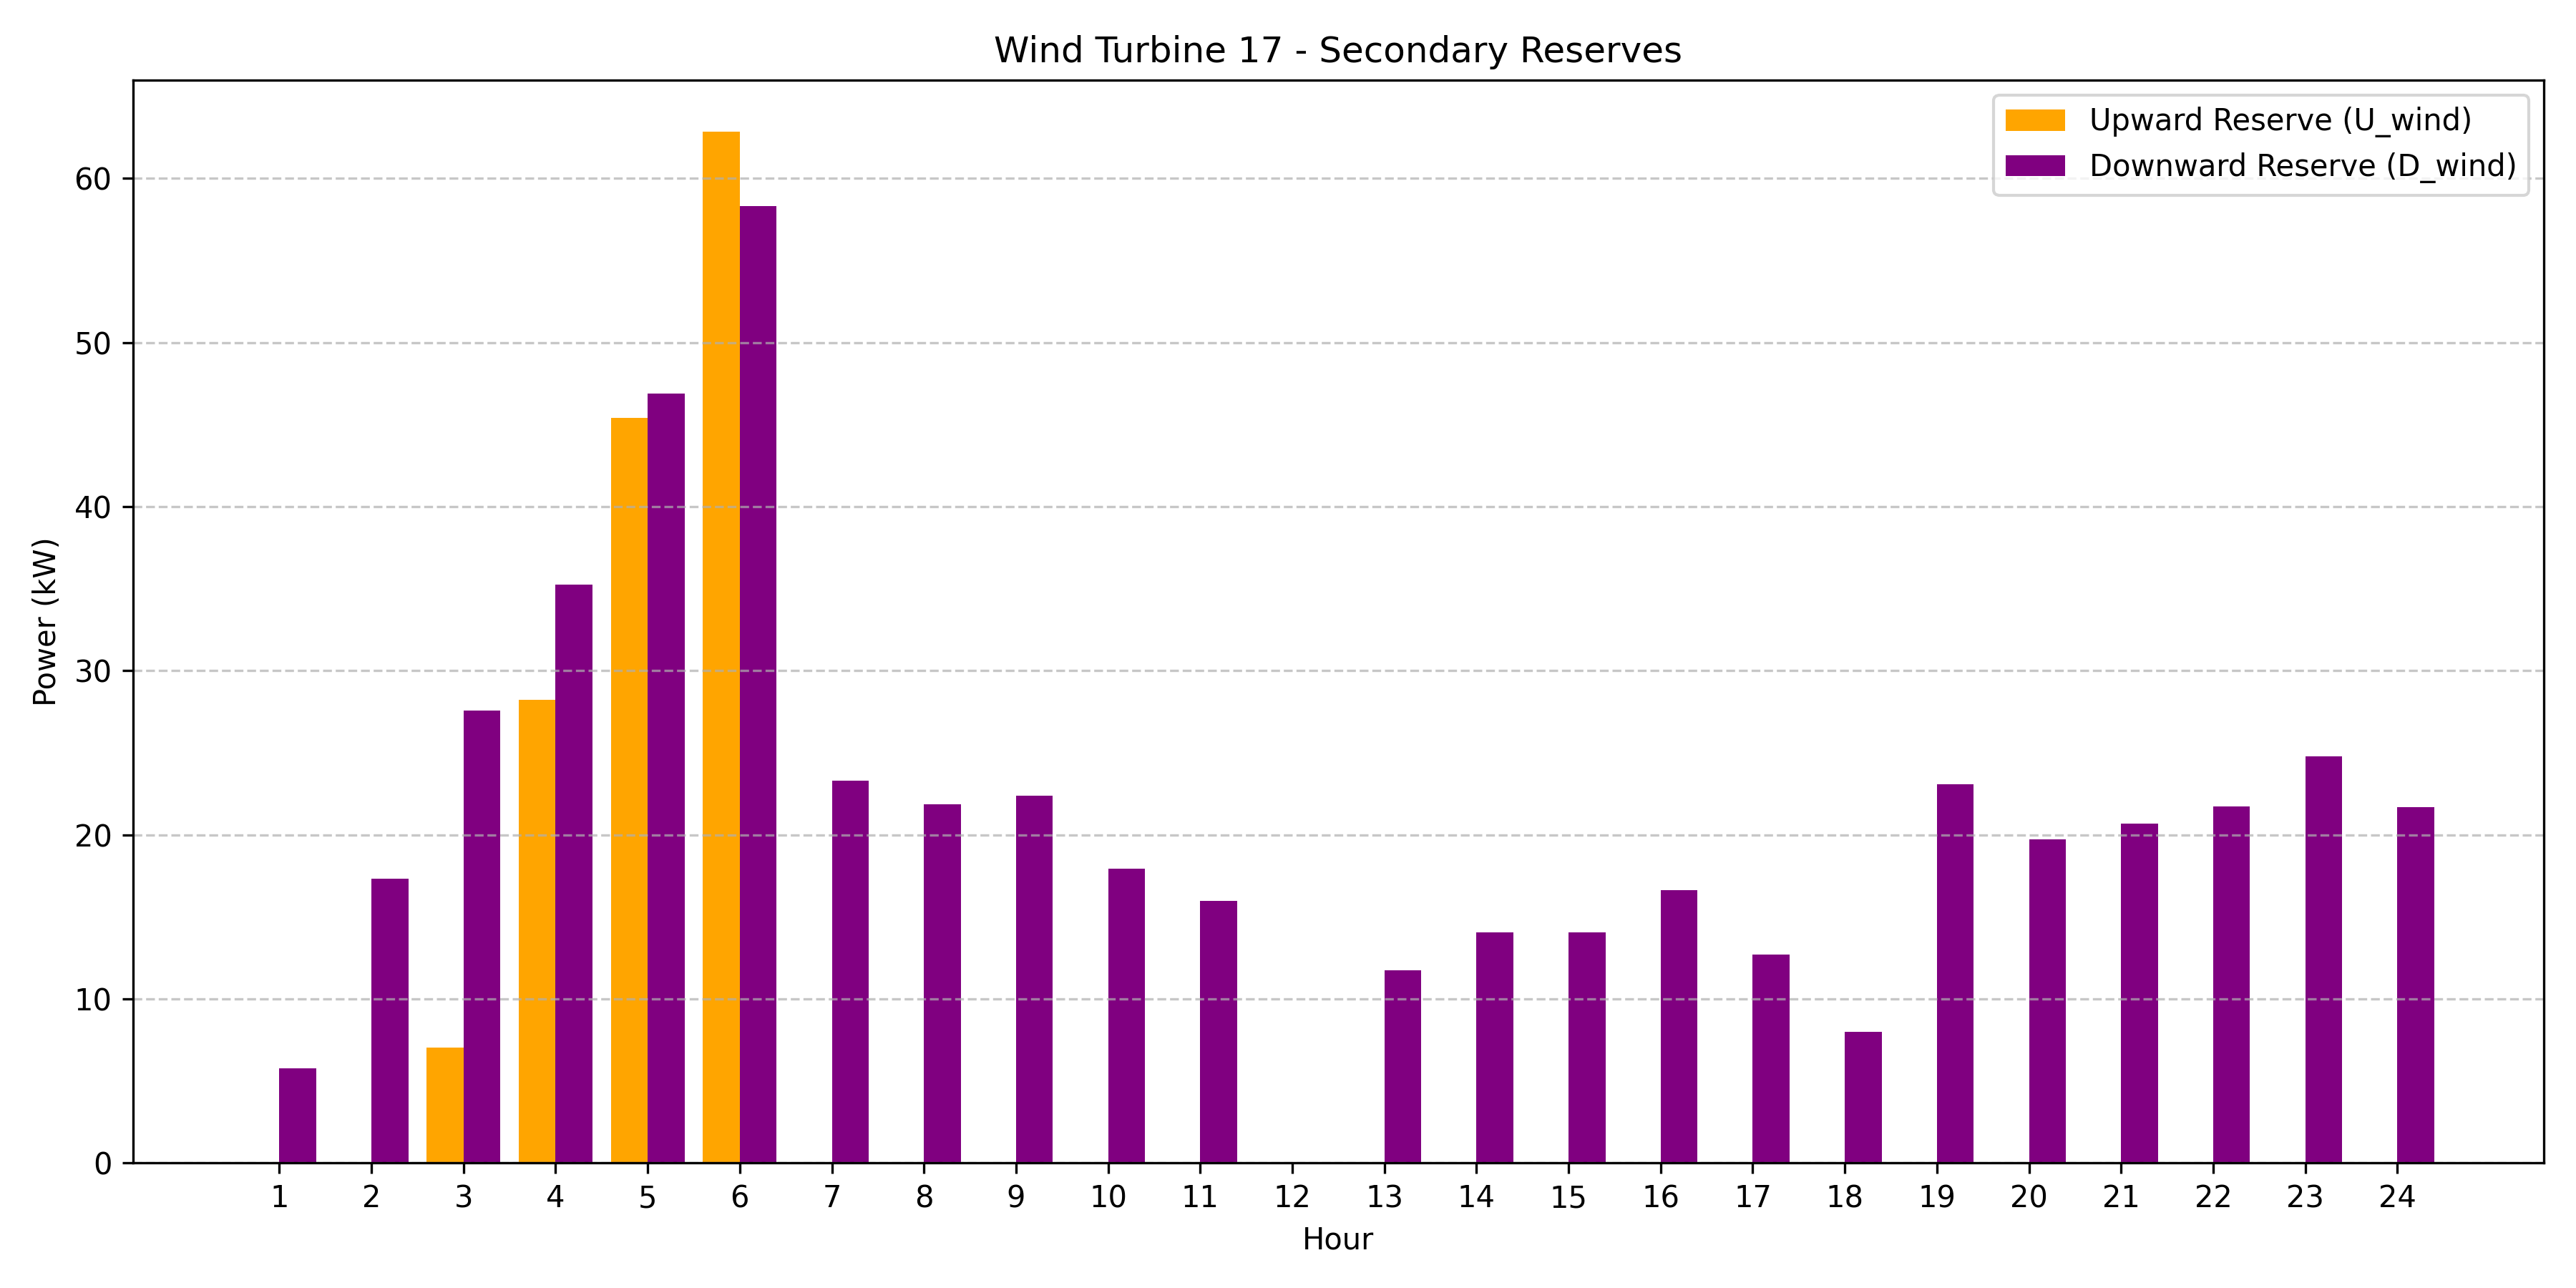 Wind Turbine 17 - Secondary Reserves
Upward Reserve (U_wind)
Downward Reserve (D_wind)
Power (kW)
60
50
40
30
20
10
0
1 2 3 4 5 6 7 8 9 10 11 12 13 14 15 16 17 18 19 20 21 22 23 24
Hour